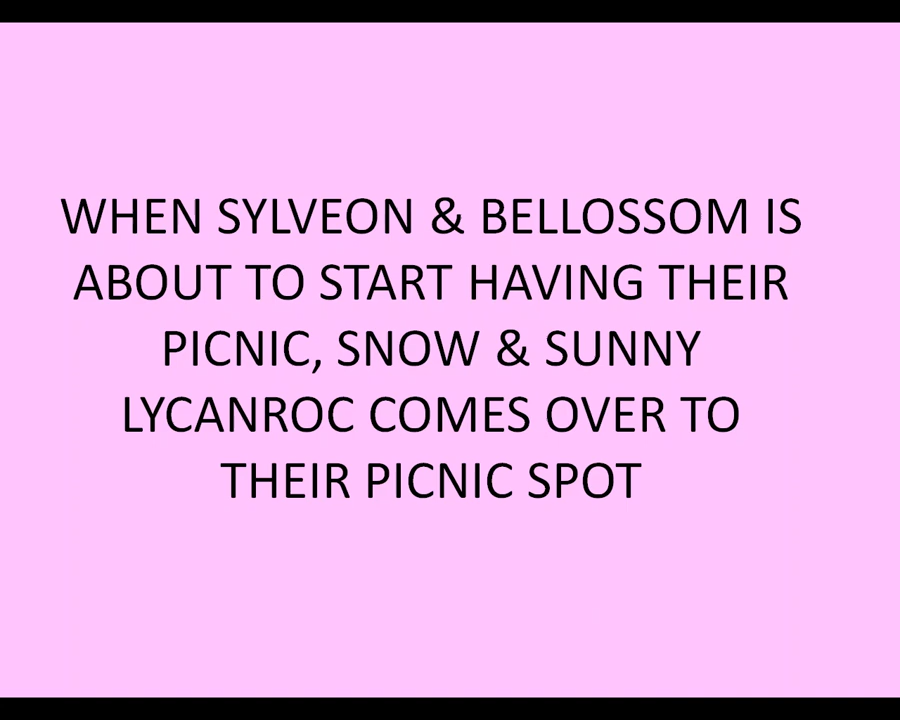 WHEN SYLVEON & BELLOSSOM IS
ABOUT TO START HAVING THEIR
PICNIC, SNOW & SUNNY
LYCANROC COMES OVER TO
THEIR PICNIC SPOT